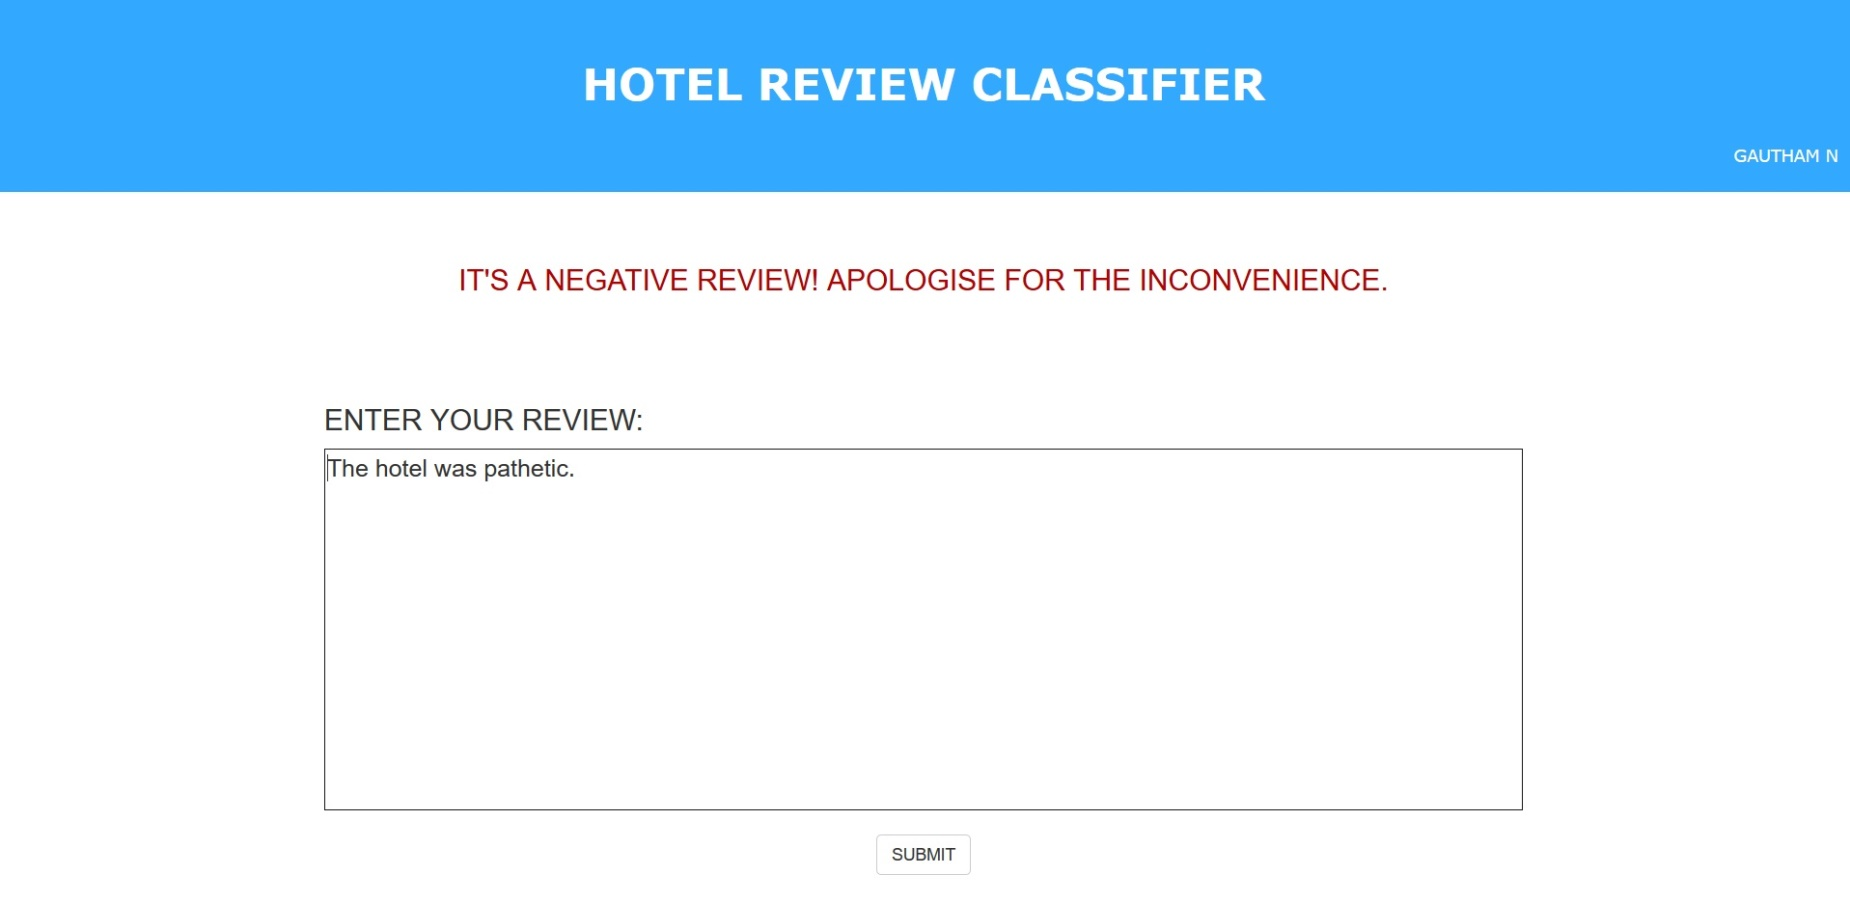 HOTEL REVIEW CLASSIFIER
GAUTHAM N
IT'S A NEGATIVE REVIEW! APOLOGISE FOR THE INCONVENIENCE.
ENTER YOUR REVIEW:
The hotel was pathetic.
SUBMIT